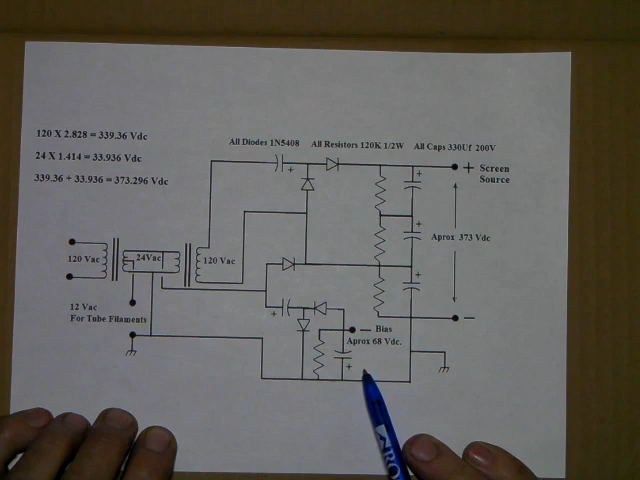 120 X 2.828 = 339.36 Vdc
24 X 1.414 = 33.936 Vdc
339.36 + 33.936 = 373.296 Vdc
All Diodes 1N5408 All Resistors 120K 1/2W All Caps 330Uf 200V
+ Screen
Source
+
+
+
+
Aprox 373 Vdc
120 Vac
24Vac
120 Vac
12 Vac
For Tube Filaments
+
— Bias
Aprox 68 Vdc.
+
—